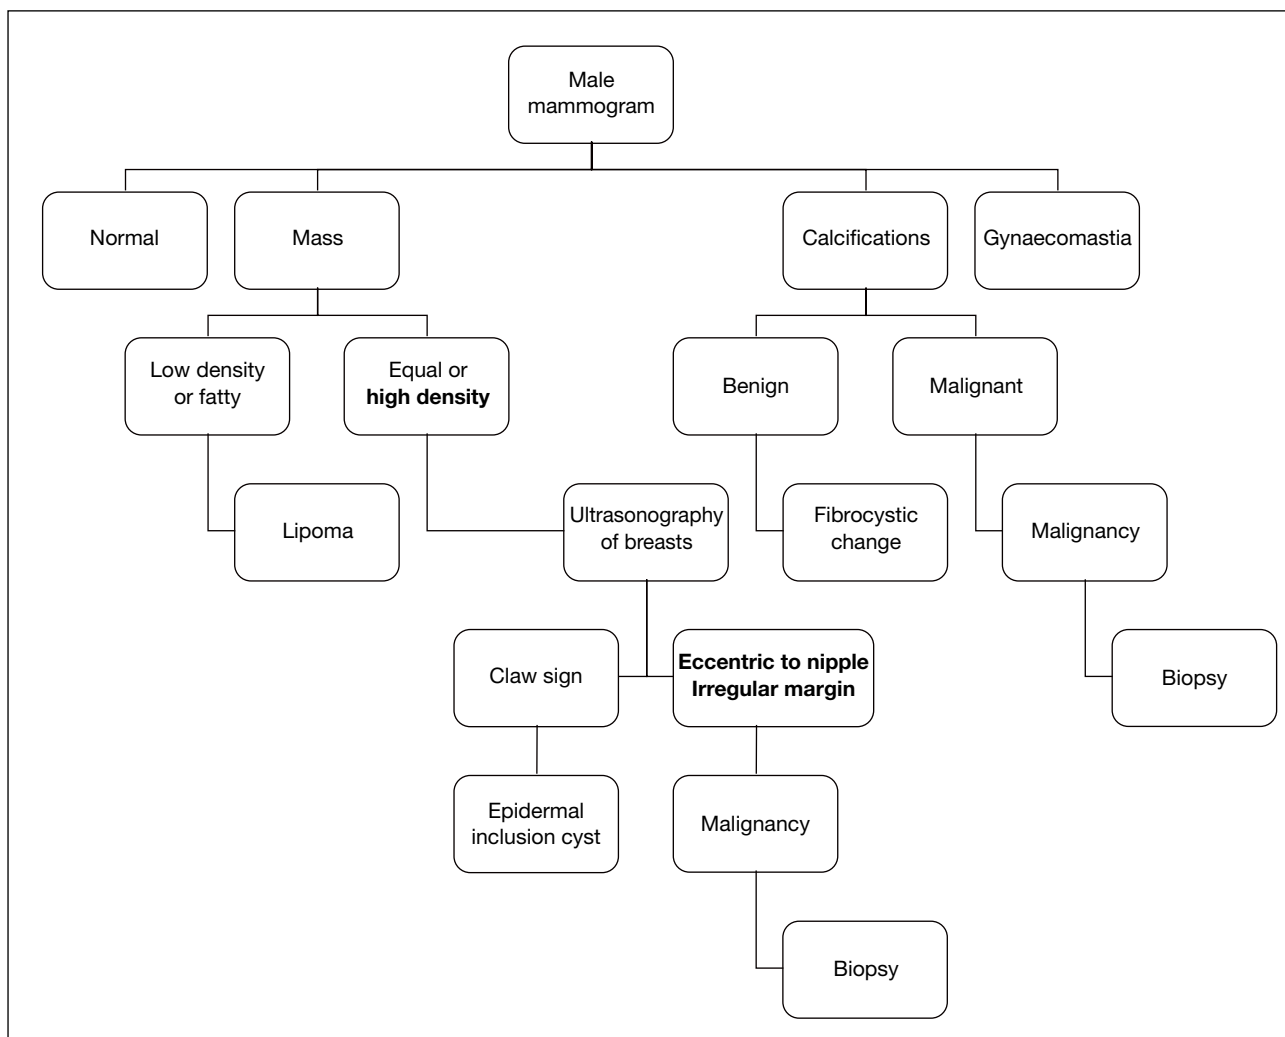 Male
mammogram
Normal
Mass
Calcifications
Gynaecomastia
Low density
or fatty
Equal or
high density
Benign
Malignant
Lipoma
Ultrasonography
of breasts
Fibrocystic
change
Malignancy
Claw sign
Eccentric to nipple
Irregular margin
Biopsy
Epidermal
inclusion cyst
Malignancy
Biopsy